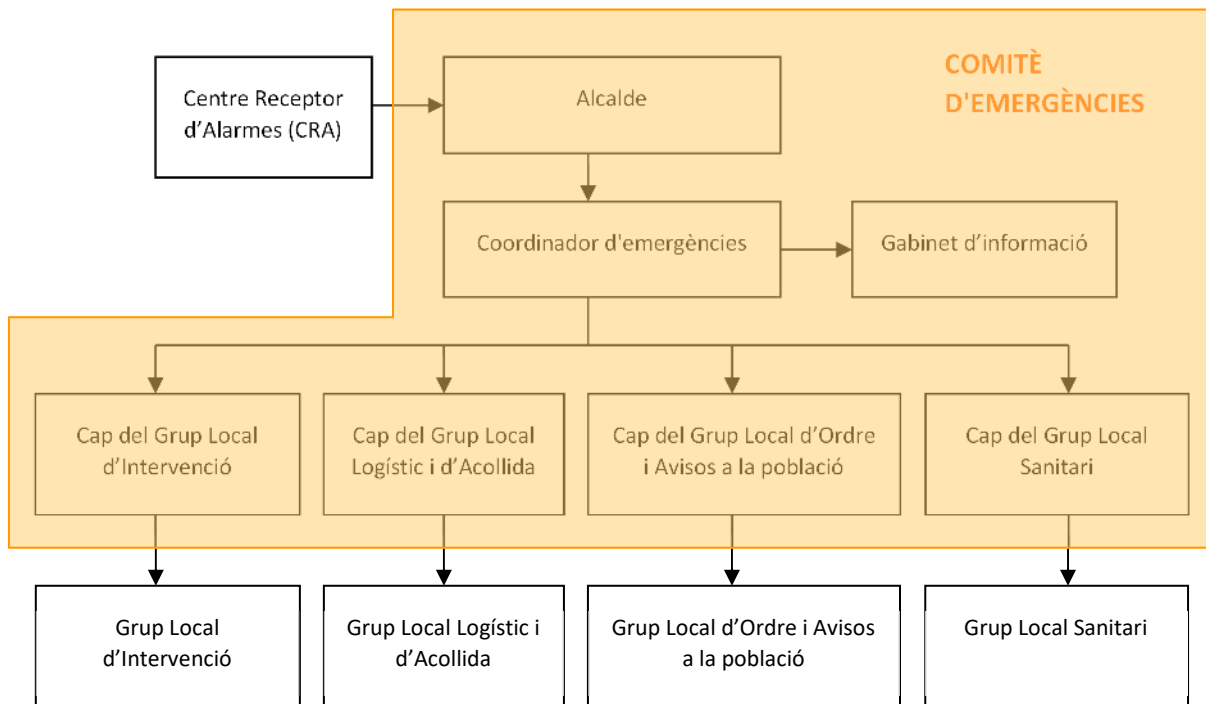 COMITÈ
D'EMERGÈNCIES
Centre Receptor
d’Alarmes (CRA)
Alcalde
Coordinador d'emergències
Gabinet d’informació
Cap del Grup Local
d’Intervenció
Cap del Grup Local
Logístic i d’Acollida
Cap del Grup Local d’Ordre
i Avisos a la població
Cap del Grup Local
Sanitari
Grup Local
d’Intervenció
Grup Local Logístic i
d’Acollida
Grup Local d’Ordre i Avisos
a la població
Grup Local Sanitari